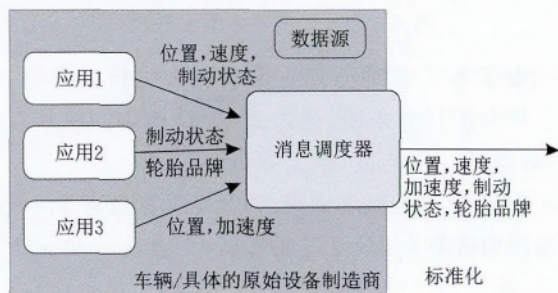 数据源
应用1
位置,速度,
制动状态
应用2
制动状态
轮胎品牌
消息调度器
应用3
位置,加速度
位置,速度,
加速度,制动
状态,轮胎品牌
车辆/具体的原始设备制造商
标准化